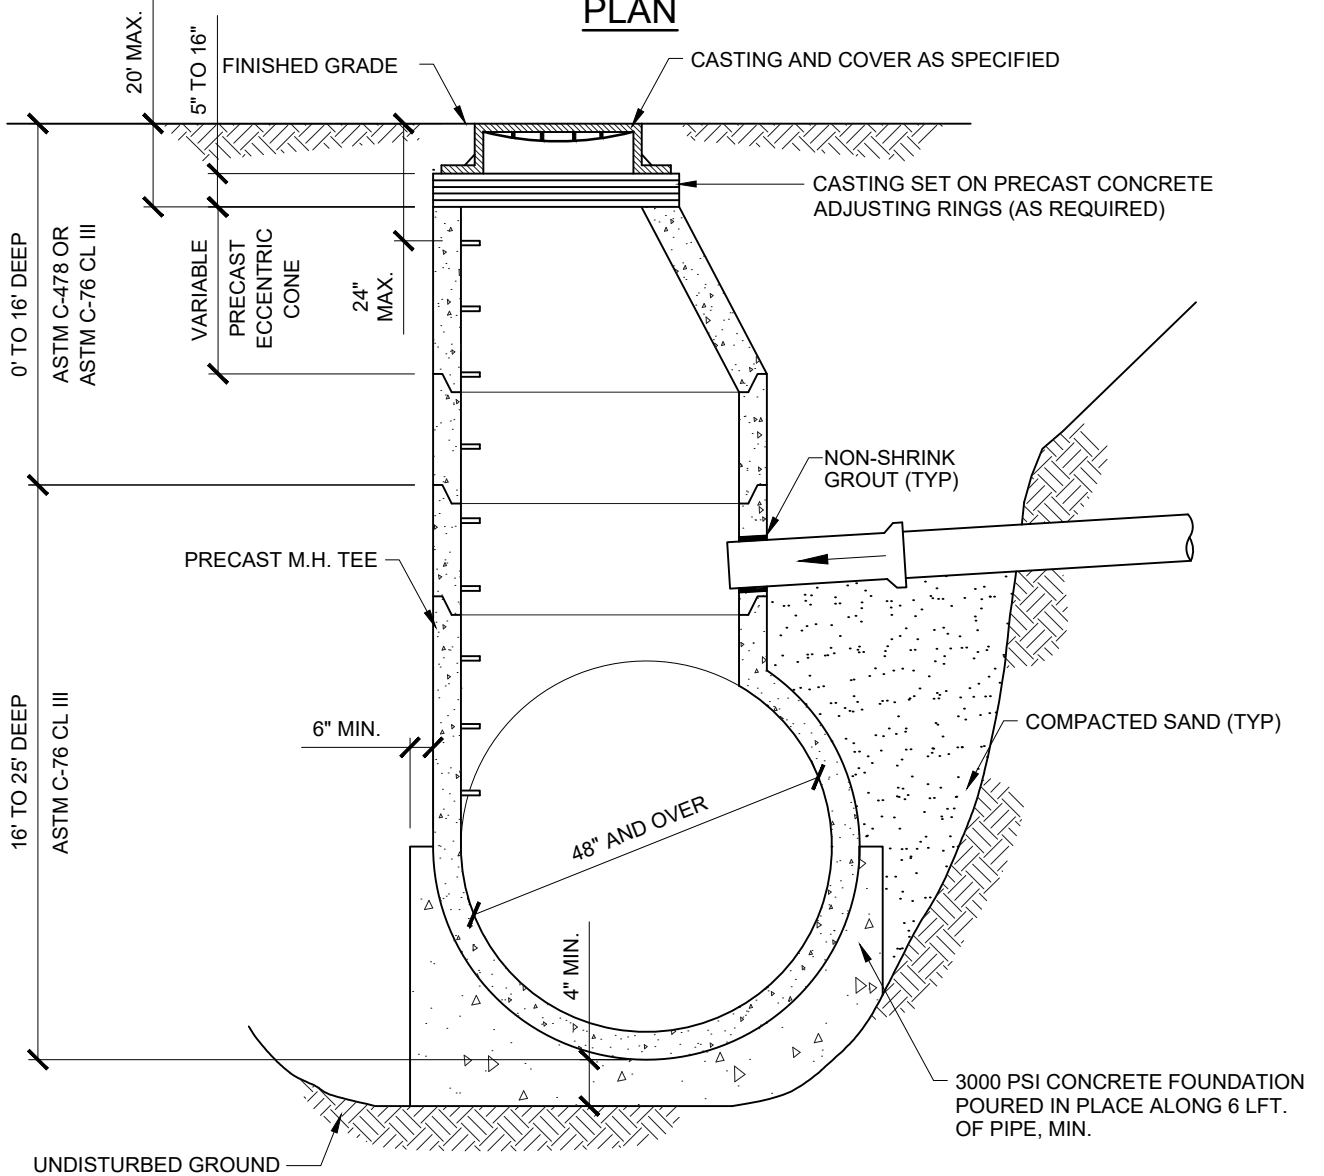 PLAN
20' MAX.
5" TO 16"
FINISHED GRADE
CASTING AND COVER AS SPECIFIED
CASTING SET ON PRECAST CONCRETE
ADJUSTING RINGS (AS REQUIRED)
0' TO 16' DEEP
ASTM C-478 OR
ASTM C-76 CL III
VARIABLE
PRECAST
ECCENTRIC
CONE
24"
MAX.
NON-SHRINK
GROUT (TYP)
PRECAST M.H. TEE
16' TO 25' DEEP
ASTM C-76 CL III
6" MIN.
COMPACTED SAND (TYP)
48" AND OVER
4" MIN.
3000 PSI CONCRETE FOUNDATION
POURED IN PLACE ALONG 6 LFT.
OF PIPE, MIN.
UNDISTURBED GROUND